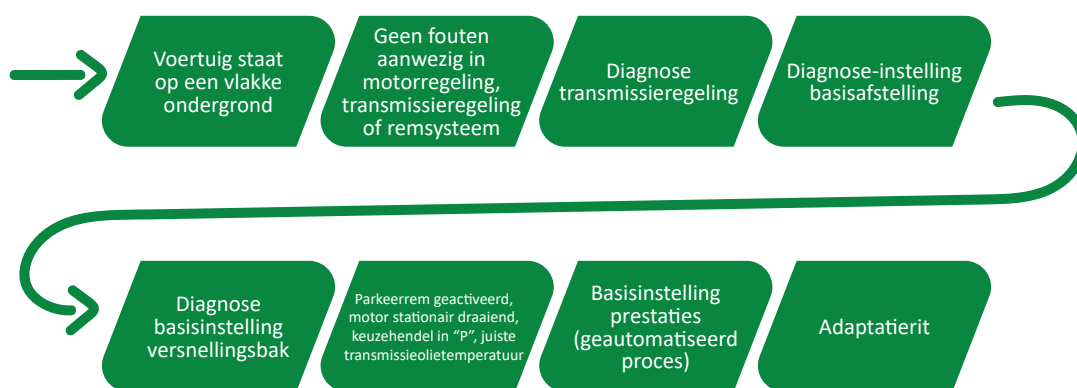 Voertuig staat
op een vlakke
ondergrond
Geen fouten
aanwezig in
motorregeling,
transmissieregeling
of remsysteem
Diagnose
transmissieregeling
Diagnose-instelling
basisafstelling
Diagnose
basisinstelling
versnellingsbak
Parkeerrem geactiveerd,
motor stationair draaiend,
keuzehendel in “P”, juiste
transmissieolietemperatuur
Basisinstelling
prestaties
(geautomatiseerd
proces)
Adaptatierit